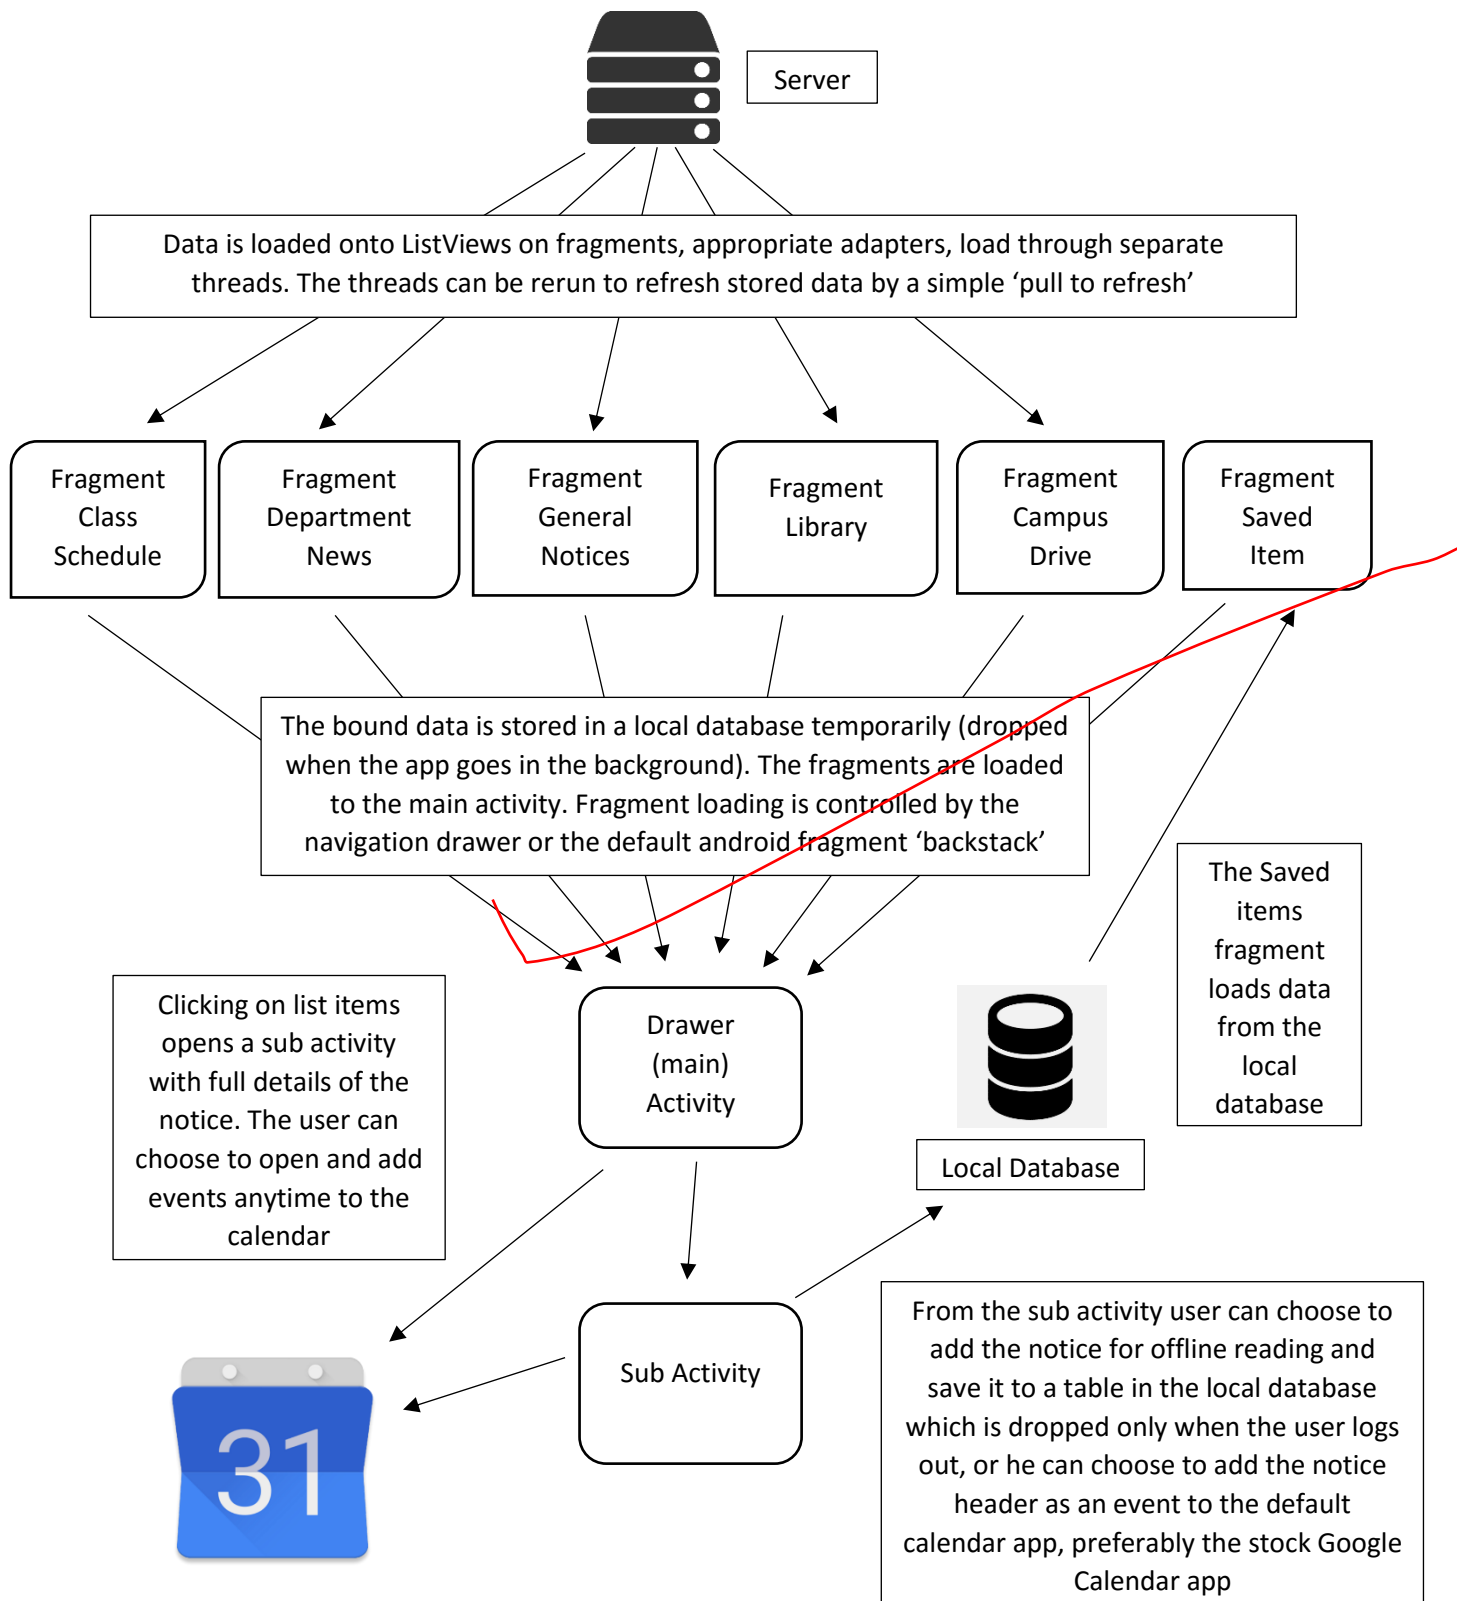 Server
Data is loaded onto ListViews on fragments, appropriate adapters, load through separate
threads. The threads can be rerun to refresh stored data by a simple ‘pull to refresh’
Fragment
Class
Schedule
Fragment
Department
News
Fragment
General
Notices
Fragment
Library
Fragment
Campus
Drive
Fragment
Saved
Item
The bound data is stored in a local database temporarily (dropped
when the app goes in the background). The fragments are loaded
to the main activity. Fragment loading is controlled by the
navigation drawer or the default android fragment ‘backstack’
The Saved
items
fragment
loads data
from the
local
database
Clicking on list items
opens a sub activity
with full details of the
notice. The user can
choose to open and add
events anytime to the
calendar
Drawer
(main)
Activity
Local Database
Sub Activity
From the sub activity user can choose to
add the notice for offline reading and
save it to a table in the local database
which is dropped only when the user logs
out, or he can choose to add the notice
header as an event to the default
calendar app, preferably the stock Google
Calendar app
31